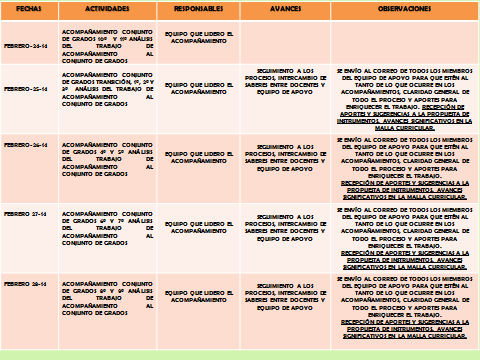 FECHAS ACTIVIDADES RESPONSABLES AVANCES OBSERVACIONES
FEBRERO-24-14
ACOMPAÑAMIENTO CONJUNTO
DE GRADOS 10º Y 11º ANÁLISIS
DEL TRABAJO DE
ACOMPAÑAMIENTO AL
CONJUNTO DE GRADOS
EQUIPO QUE LIDERO EL
ACOMPAÑAMIENTO
FEBRERO-25-14
ACOMPAÑAMIENTO CONJUNTO
DE GRADOS TRANSICIÓN, 1º, 2º Y
3º ANÁLISIS DEL TRABAJO DE
ACOMPAÑAMIENTO AL
CONJUNTO DE GRADOS
EQUIPO QUE LIDERO EL
ACOMPAÑAMIENTO
SEGUIMIENTO A LOS
PROCESOS, INTERCAMBIO DE
SABERES ENTRE DOCENTES Y
EQUIPO DE APOYO
SE ENVÍO AL CORREO DE TODOS LOS MIEMBROS
DEL EQUIPO DE APOYO PARA QUE ESTÉN AL
TANTO DE LO QUE OCURRE EN LOS
ACOMPAÑAMIENTOS, CLARIDAD GENERAL DE
TODO EL PROCESO Y APORTES PARA
ENRIQUECER EL TRABAJO. RECEPCIÓN DE
APORTES Y SUGERENCIAS A LA PROPUESTA DE
INSTRUMENTOS, AVANCES SIGNIFICATIVOS EN LA
MALLA CURRICULAR.
FEBRERO-26-14
ACOMPAÑAMIENTO CONJUNTO
DE GRADOS 4º Y 5º ANÁLISIS
DEL TRABAJO DE
ACOMPAÑAMIENTO AL
CONJUNTO DE GRADOS
EQUIPO QUE LIDERO EL
ACOMPAÑAMIENTO
SEGUIMIENTO A LOS
PROCESOS, INTERCAMBIO DE
SABERES ENTRE DOCENTES Y
EQUIPO DE APOYO
SE ENVÍO AL CORREO DE TODOS LOS MIEMBROS
DEL EQUIPO DE APOYO PARA QUE ESTÉN AL
TANTO DE LO QUE OCURRE EN LOS
ACOMPAÑAMIENTOS, CLARIDAD GENERAL DE
TODO EL PROCESO Y APORTES PARA
ENRIQUECER EL TRABAJO.
RECEPCIÓN DE APORTES Y SUGERENCIAS A LA
PROPUESTA DE INSTRUMENTOS, AVANCES
SIGNIFICATIVOS EN LA MALLA CURRICULAR.
FEBRERO 27-14
ACOMPAÑAMIENTO CONJUNTO
DE GRADOS 6º Y 7º ANÁLISIS
DEL TRABAJO DE
ACOMPAÑAMIENTO AL
CONJUNTO DE GRADOS
EQUIPO QUE LIDERO EL
ACOMPAÑAMIENTO
SEGUIMIENTO A LOS
PROCESOS, INTERCAMBIO DE
SABERES ENTRE DOCENTES Y
EQUIPO DE APOYO
SE ENVÍO AL CORREO DE TODOS LOS MIEMBROS
DEL EQUIPO DE APOYO PARA QUE ESTÉN AL
TANTO DE LO QUE OCURRE EN LOS
ACOMPAÑAMIENTOS, CLARIDAD GENERAL DE
TODO EL PROCESO Y APORTES PARA
ENRIQUECER EL TRABAJO.
RECEPCIÓN DE APORTES Y SUGERENCIAS A LA
PROPUESTA DE INSTRUMENTOS, AVANCES
SIGNIFICATIVOS EN LA MALLA CURRICULAR.
FEBRERO 28-14
ACOMPAÑAMIENTO CONJUNTO
DE GRADOS 8º Y 9º ANÁLISIS
DEL TRABAJO DE
ACOMPAÑAMIENTO AL
CONJUNTO DE GRADOS
EQUIPO QUE LIDERO EL
ACOMPAÑAMIENTO
SEGUIMIENTO A LOS
PROCESOS, INTERCAMBIO DE
SABERES ENTRE DOCENTES Y
EQUIPO DE APOYO
SE ENVÍO AL CORREO DE TODOS LOS MIEMBROS
DEL EQUIPO DE APOYO PARA QUE ESTÉN AL
TANTO DE LO QUE OCURRE EN LOS
ACOMPAÑAMIENTOS, CLARIDAD GENERAL DE
TODO EL PROCESO Y APORTES PARA
ENRIQUECER EL TRABAJO.
RECEPCIÓN DE APORTES Y SUGERENCIAS A LA
PROPUESTA DE INSTRUMENTOS, AVANCES
SIGNIFICATIVOS EN LA MALLA CURRICULAR.